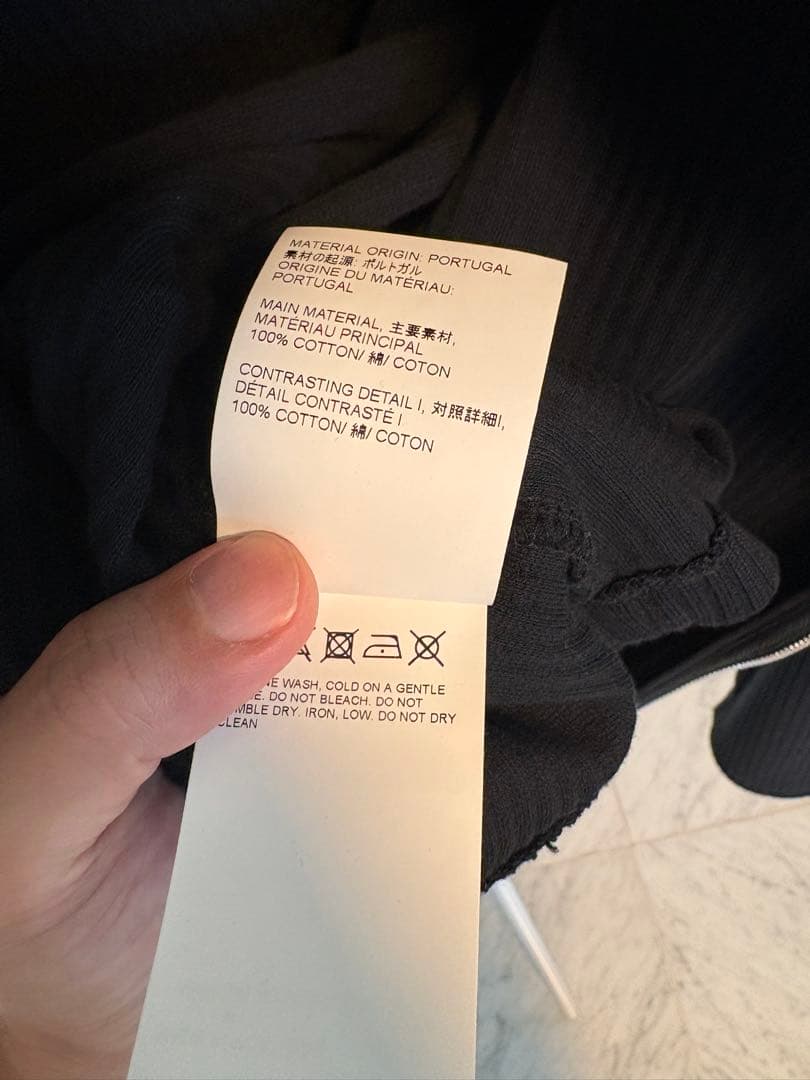 MATERIAL ORIGIN: PORTUGAL
素材の起源: ポルトガル
ORIGINE DU MATÉRIAU:
PORTUGAL
MAIN MATERIAL, 主要素材,
MATÉRIAU PRINCIPAL
100% COTTON/ 綿/ COTON
CONTRASTING DETAIL I, 対照詳細I,
DÉTAIL CONTRASTÉ I
100% COTTON/ 綿/ COTON
WASH, COLD ON A GENTLE
DO NOT BLEACH. DO NOT
DRY. IRON, LOW. DO NOT DRY
CLEAN